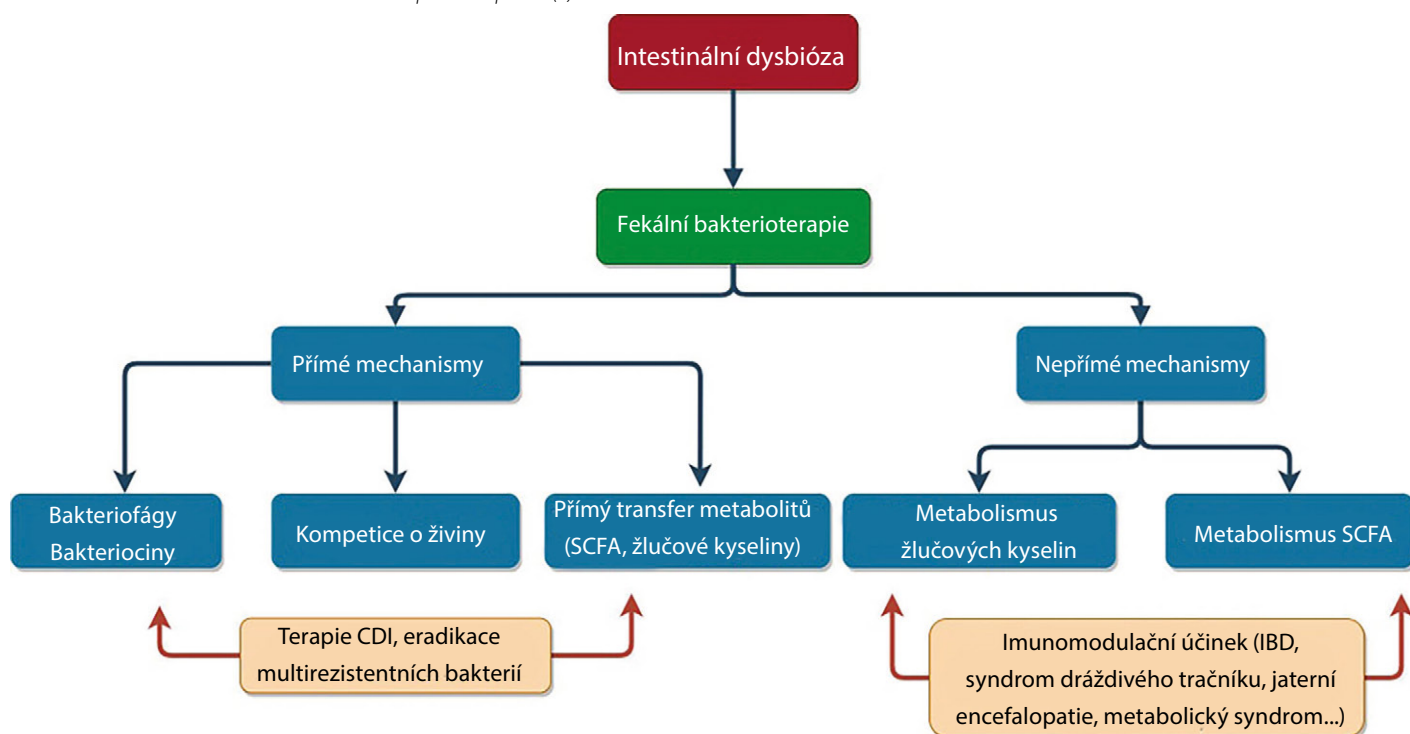 Intestinální dysbióza
Fekální bakterioterapie
Přímé mechanismy
Nepřímé mechanismy
Bakteriofágy
Bakteriociny
Kompetice o živiny
Přímý transfer metabolitů
(SCFA, žlučové kyseliny)
Metabolismus
žlučových kyselin
Metabolismus SCFA
Terapie CDI, eradikace
multirezistentních bakterií
Imunomodulační účinek (IBD,
syndrom dráždivého tračníku, jaterní
encefalopatie, metabolický syndrom...)